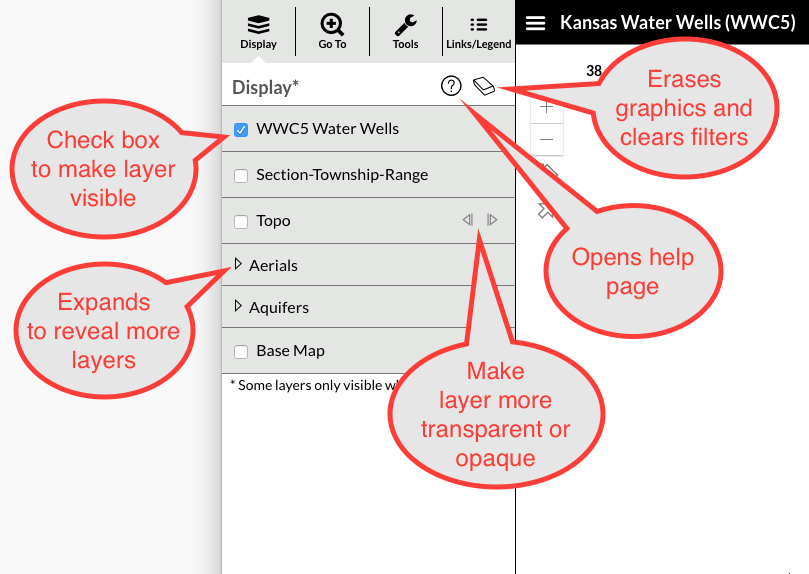 Display
Go To
Tools
Links/Legend
Kansas Water Wells (WWC5)
Display*
?
38
Erases
graphics and
clears filters
Check box
to make layer
visible
WWC5 Water Wells
Section-Township-Range
Topo
Opens help
page
Aerials
Expands
to reveal more
layers
Aquifers
Base Map
* Some layers only visible
Make
layer more
transparent or
opaque